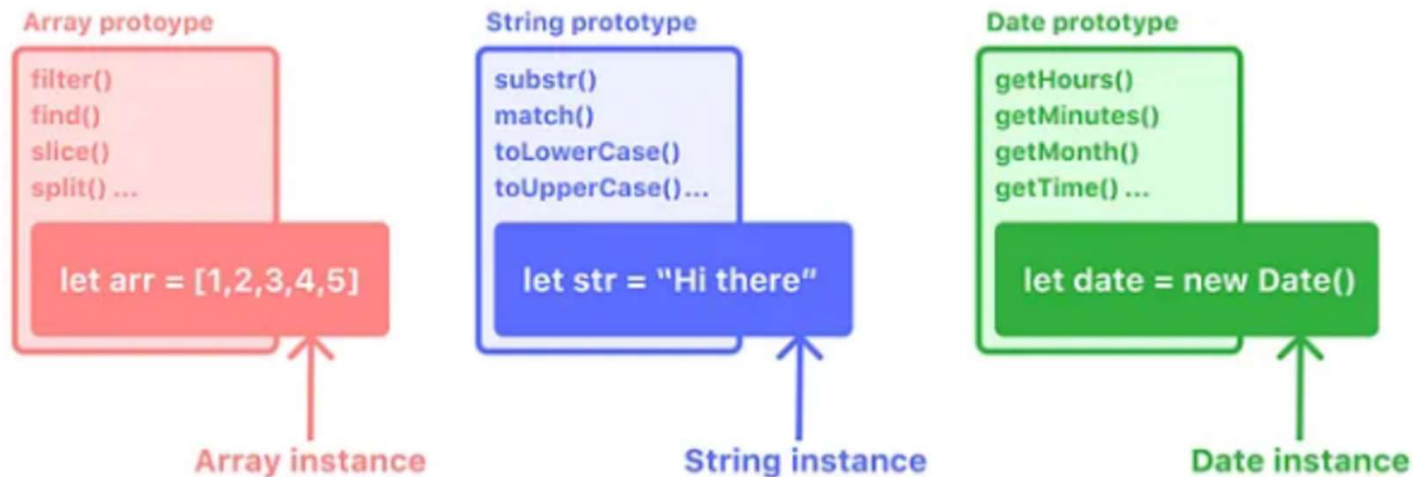 Array protoype
filter()
find()
slice()
split() ...
let arr = [1,2,3,4,5]
Array instance
String prototype
substr()
match()
toLowerCase()
toUpperCase()...
let str = “Hi there”
String instance
Date prototype
getHours()
getMinutes()
getMonth()
getTime() ...
let date = new Date()
Date instance